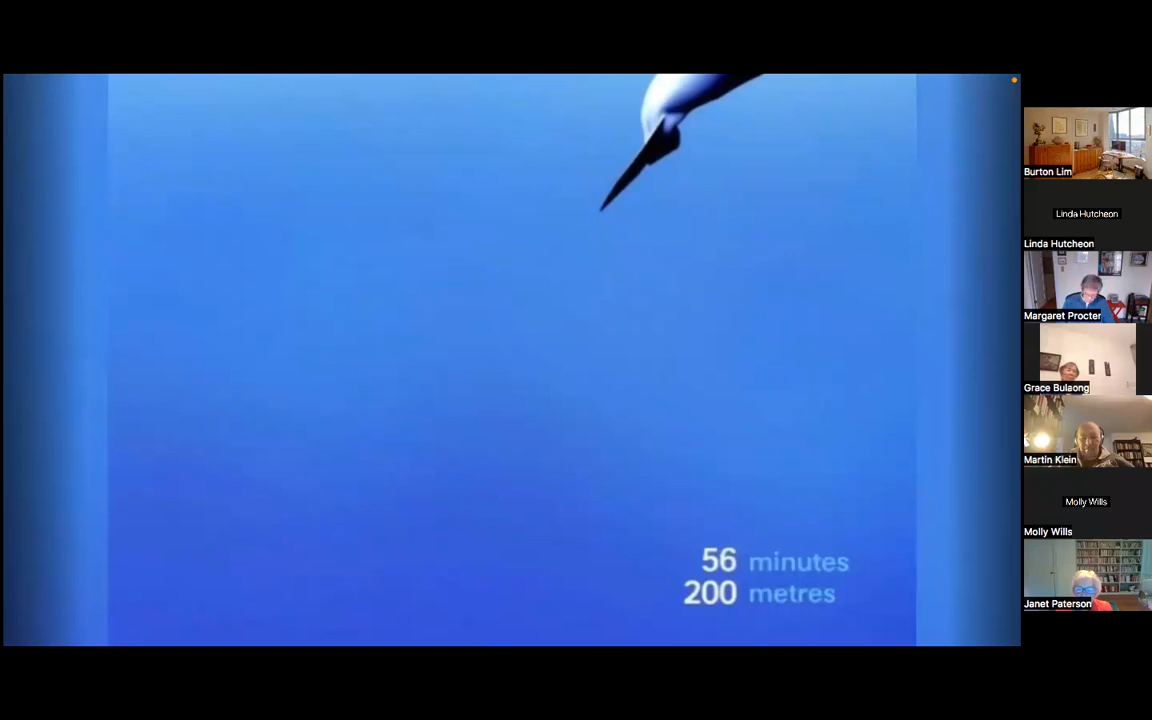 56 minutes
200 metres
Burton Lim
Linda Hutcheon
Linda Hutcheon
Margaret Procter
Grace Bulaong
Martin Klein
Molly Wills
Molly Wills
Janet Paterson